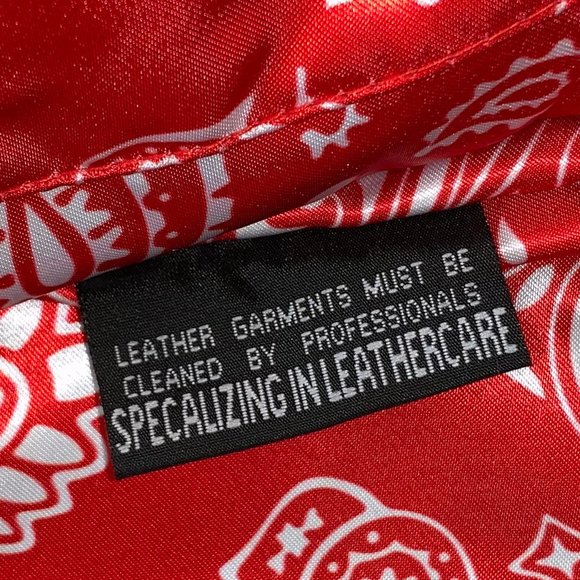 LEATHER GARMENTS MUST BE
CLEANED BY PROFESSIONALS
SPECALIZING IN LEATHERCARE